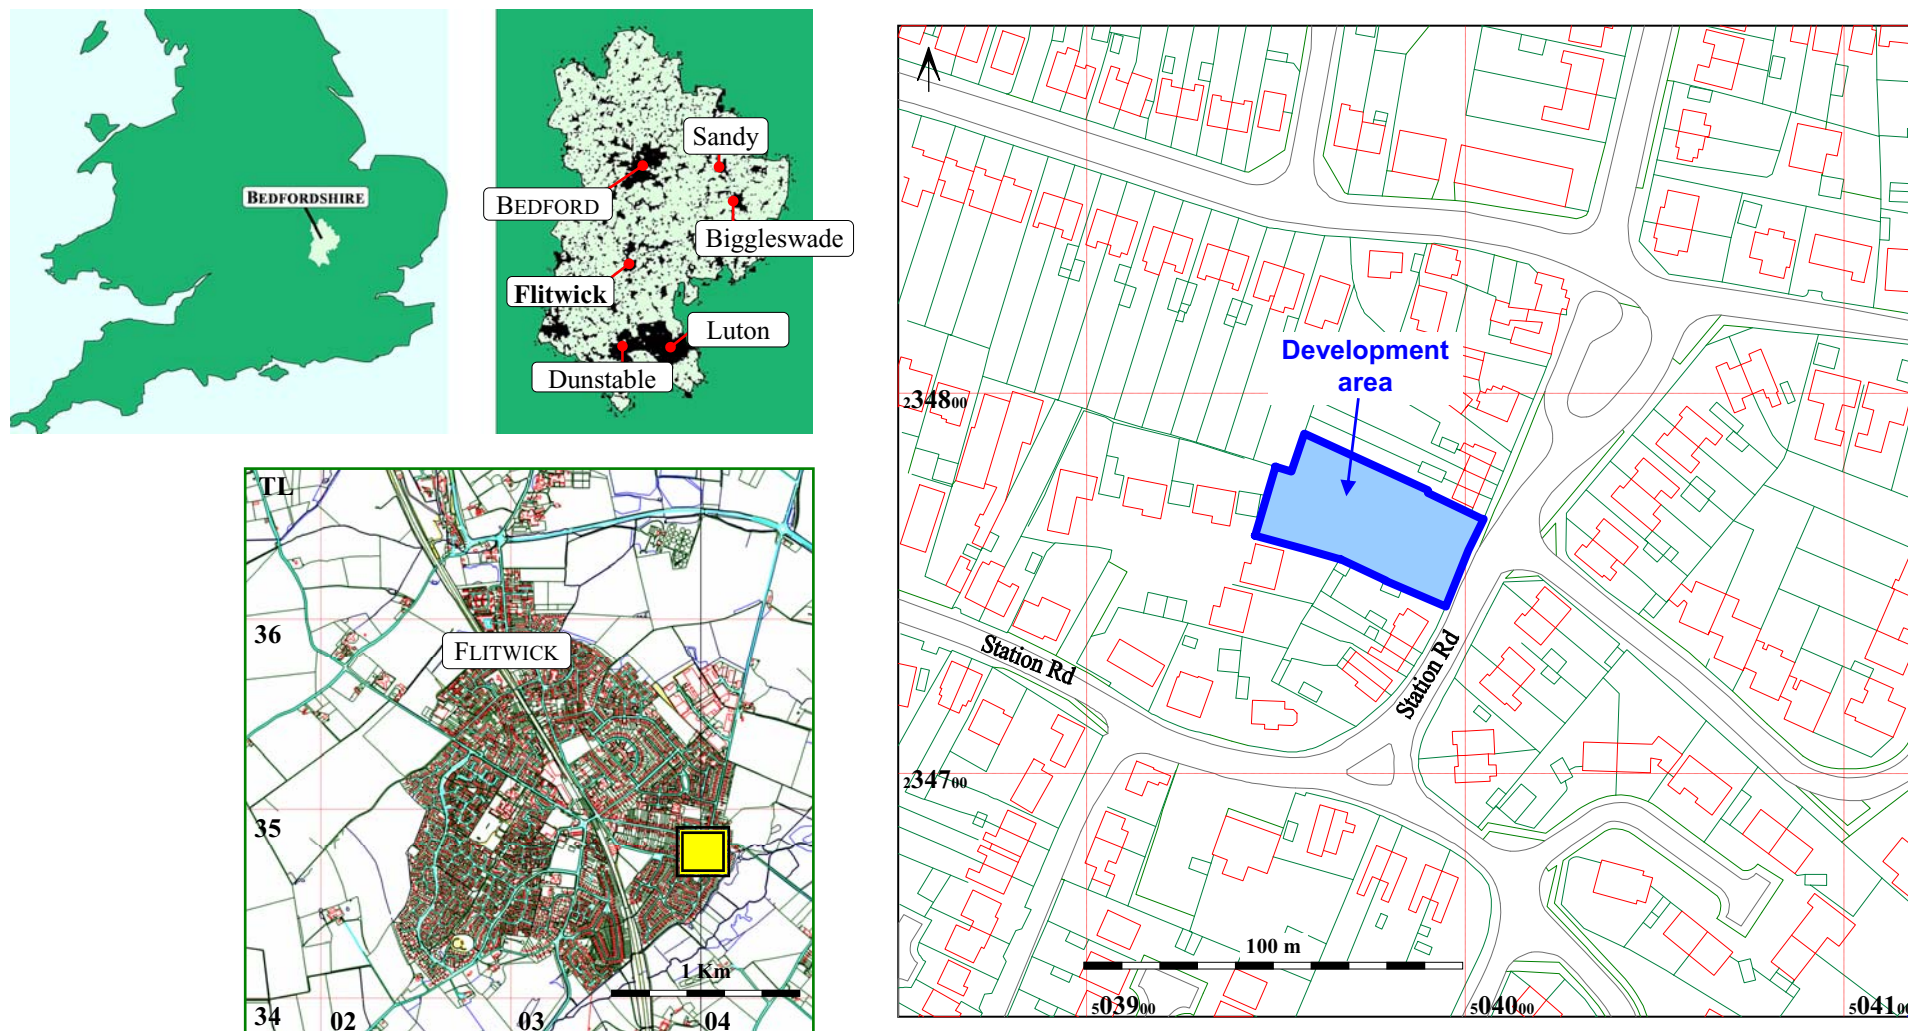 BEDFORDSHIRE
Sandy
BEDFORD
Biggleswade
Flitwick
Luton
Dunstable
TL
36
FLITWICK
35
1 Km
34
02
03
04
Development
area
234800
Station Rd
Station Rd
234700
100 m
503900
504000
504100